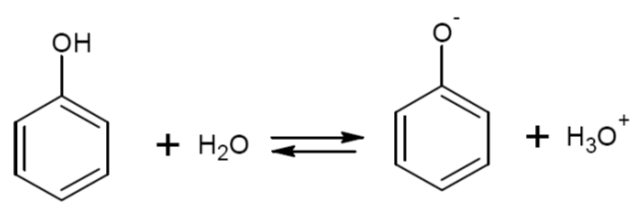 OH
+ H₂O
O⁻
+ H₃O⁺